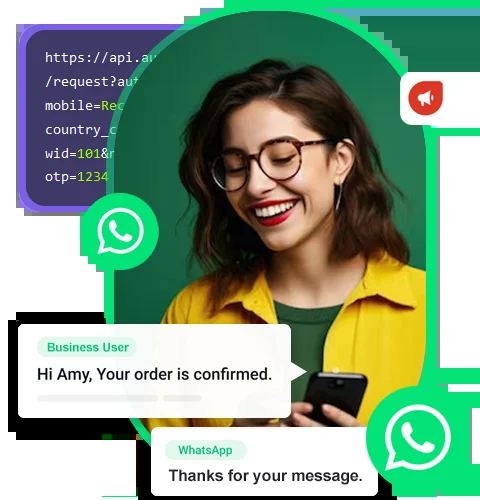 https://api.au
/request?aut
mobile=Rec
country_c
wid=101&
otp=1234
Business User
Hi Amy, Your order is confirmed.
WhatsApp
Thanks for your message.